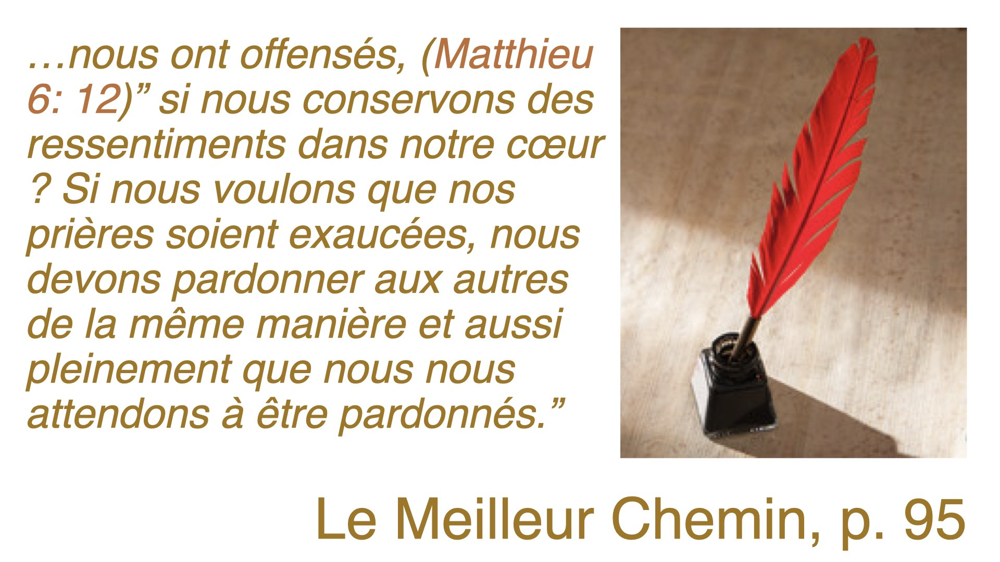 …nous ont offensés, (Matthieu
6: 12)” si nous conservons des
ressentiments dans notre cœur
? Si nous voulons que nos
prières soient exaucées, nous
devons pardonner aux autres
de la même manière et aussi
pleinement que nous nous
attendons à être pardonnés.”
Le Meilleur Chemin, p. 95